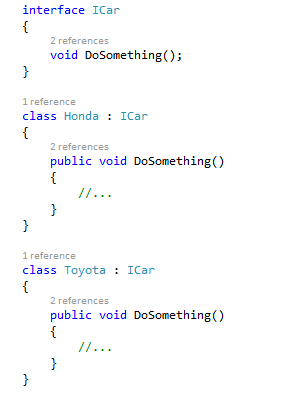 interface ICar
{
2 references
void DoSomething();
}
1 reference
class Honda : ICar
{
2 references
public void DoSomething()
{
//...
}
}
1 reference
class Toyota : ICar
{
2 references
public void DoSomething()
{
//...
}
}